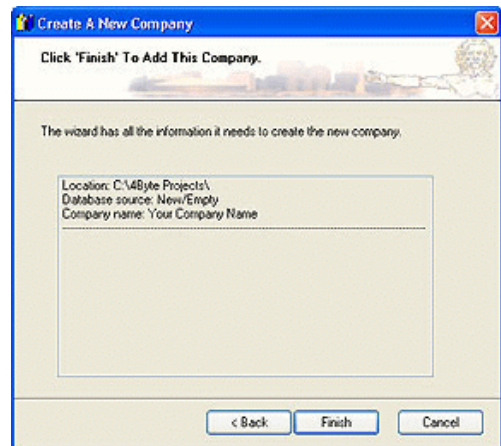 Create A New Company
Click 'Finish' To Add This Company.
The wizard has all the information it needs to create the new company.
Location: C:\4Byte Projects\
Database source: New/Empty
Company name: Your Company Name
< Back Finish Cancel